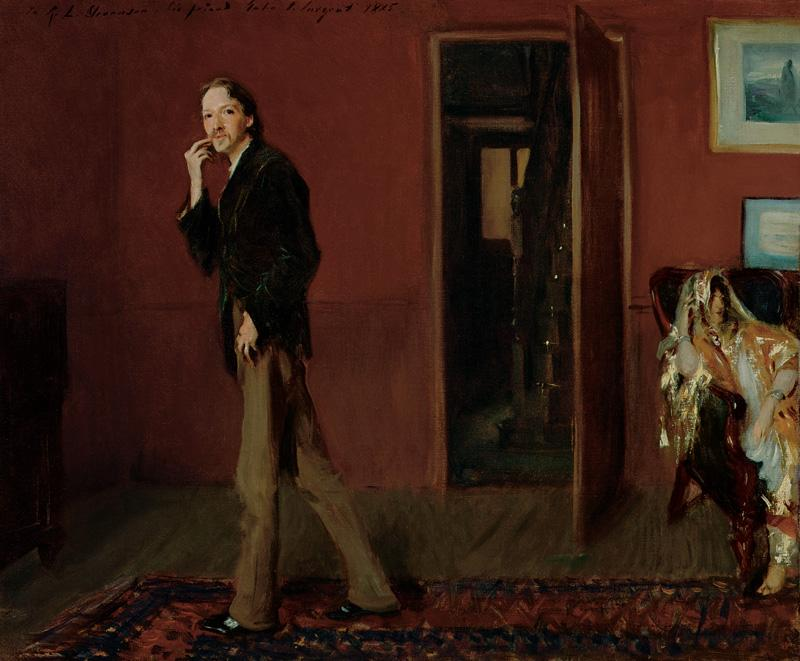 to R. L. Stevenson, his friend John S. Sargent 1885.